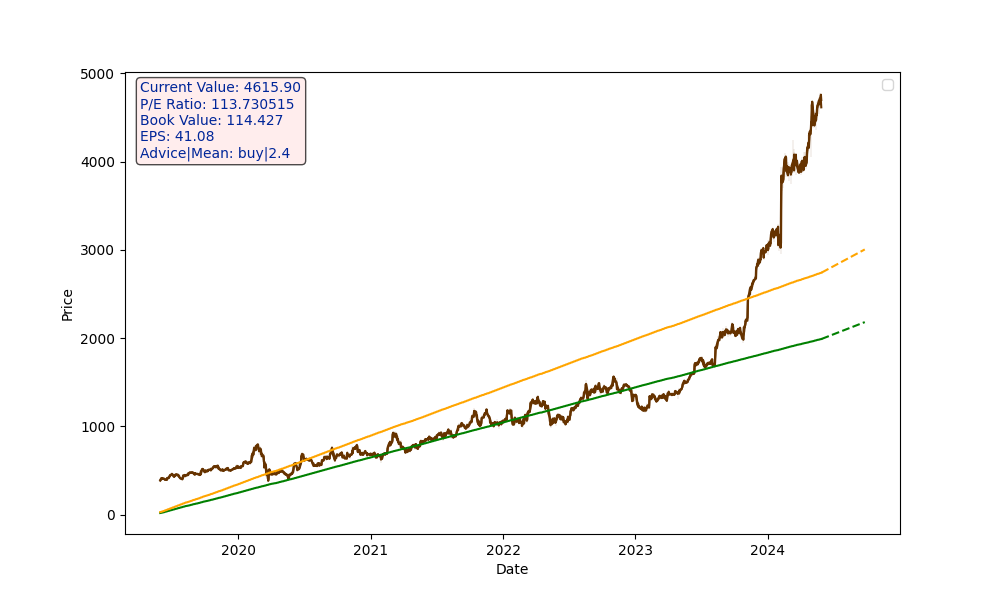 Current Value: 4615.90
P/E Ratio: 113.730515
Book Value: 114.427
EPS: 41.08
Advice|Mean: buy|2.4
5000
4000
3000
2000
1000
0
Price
2020
2021
2022
2023
2024
Date